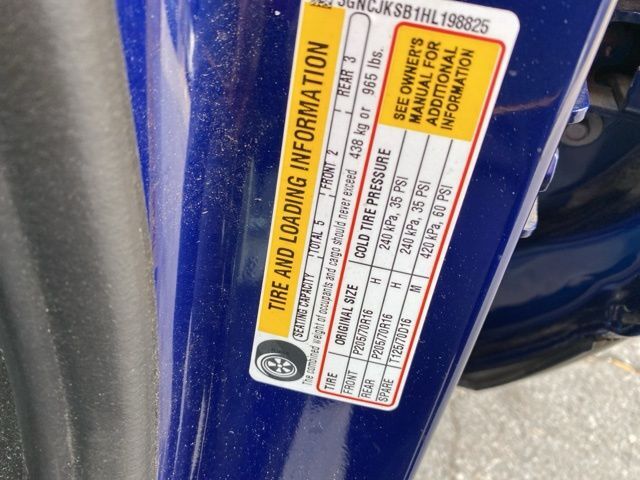 3GNCJKSB1HL198825
TIRE AND LOADING INFORMATION
SEATING CAPACITY TOTAL 5 FRONT 2 REAR 3
The combined weight of occupants and cargo should never exceed 438 kg or 965 lbs.
TIRE ORIGINAL SIZE COLD TIRE PRESSURE
FRONT P205/70R16 H 240 kPa, 35 PSI
REAR P205/70R16 H 240 kPa, 35 PSI
SPARE T125/70D16 M 420 kPa, 60 PSI
SEE OWNER'S
MANUAL FOR
ADDITIONAL
INFORMATION